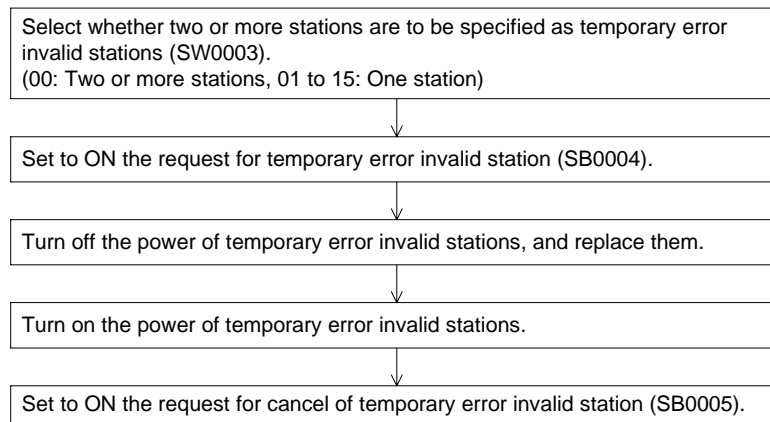 Select whether two or more stations are to be specified as temporary error
invalid stations (SW0003).
(00: Two or more stations, 01 to 15: One station)
Set to ON the request for temporary error invalid station (SB0004).
Turn off the power of temporary error invalid stations, and replace them.
Turn on the power of temporary error invalid stations.
Set to ON the request for cancel of temporary error invalid station (SB0005).